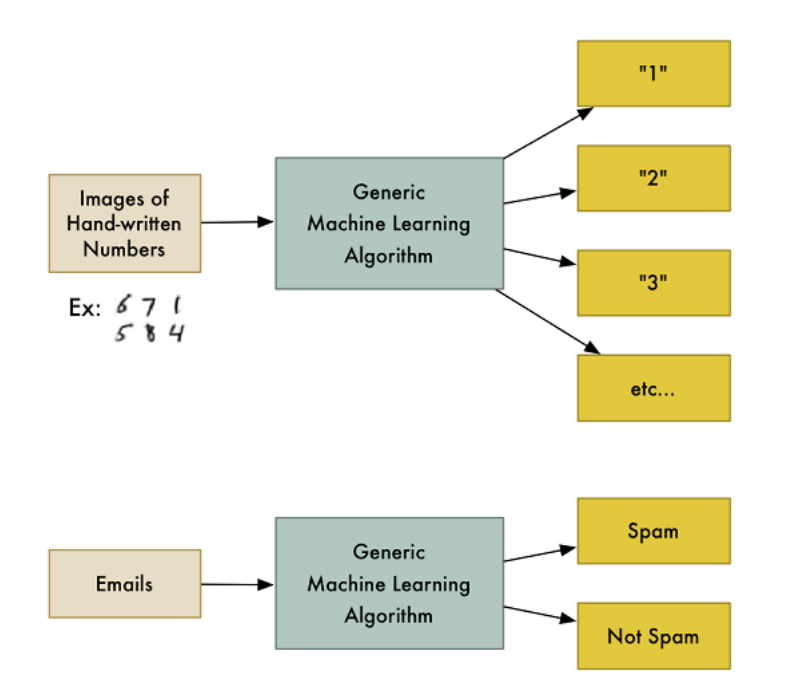 "1"
Images of
Hand-written
Numbers
Generic
Machine Learning
Algorithm
"2"
"3"
etc...
Ex: 6 7 1
5 8 4
Emails
Generic
Machine Learning
Algorithm
Spam
Not Spam